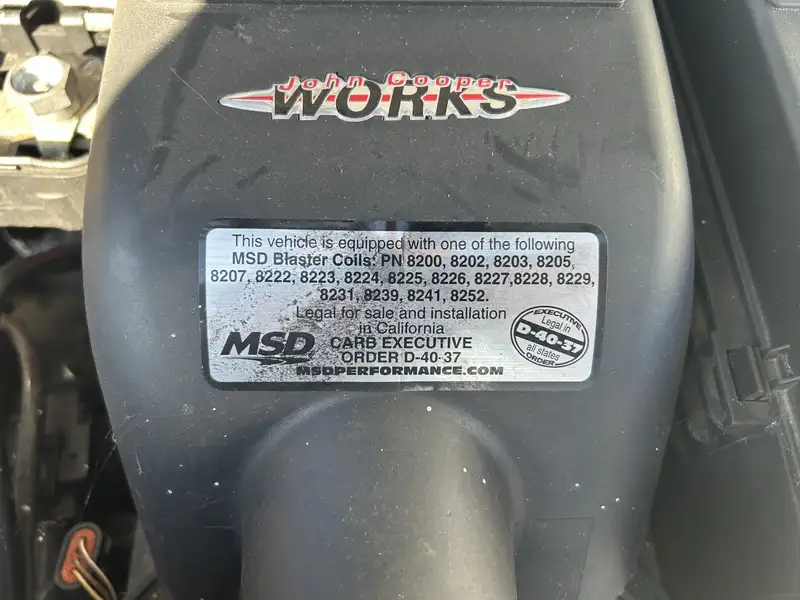 John Cooper
WORKS
This vehicle is equipped with one of the following
MSD Blaster Coils: PN 8200, 8202, 8203, 8205,
8207, 8222, 8223, 8224, 8225, 8226, 8227,8228, 8229,
8231, 8239, 8241, 8252.
Legal for sale and installation
in California
MSD
CARB EXECUTIVE
ORDER D-40-37
MSDPERFORMANCE.COM
EXECUTIVE
Legal in
D-40-37
all states
ORDER